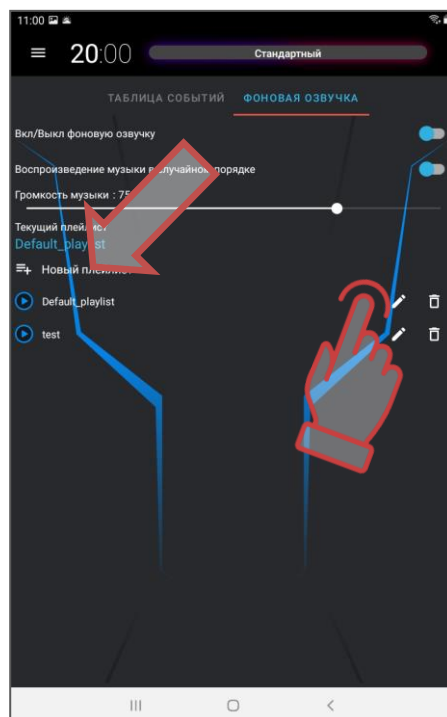 11:00
20:00
Стандартный
ТАБЛИЦА СОБЫТИЙ ФОНОВАЯ ОЗВУЧКА
Вкл/Выкл фоновую озвучку
Воспроизведение музыки в случайном порядке
Громкость музыки : 75
Текущий плейлист
Default_playlist
Новый плейлист
Default_playlist
test